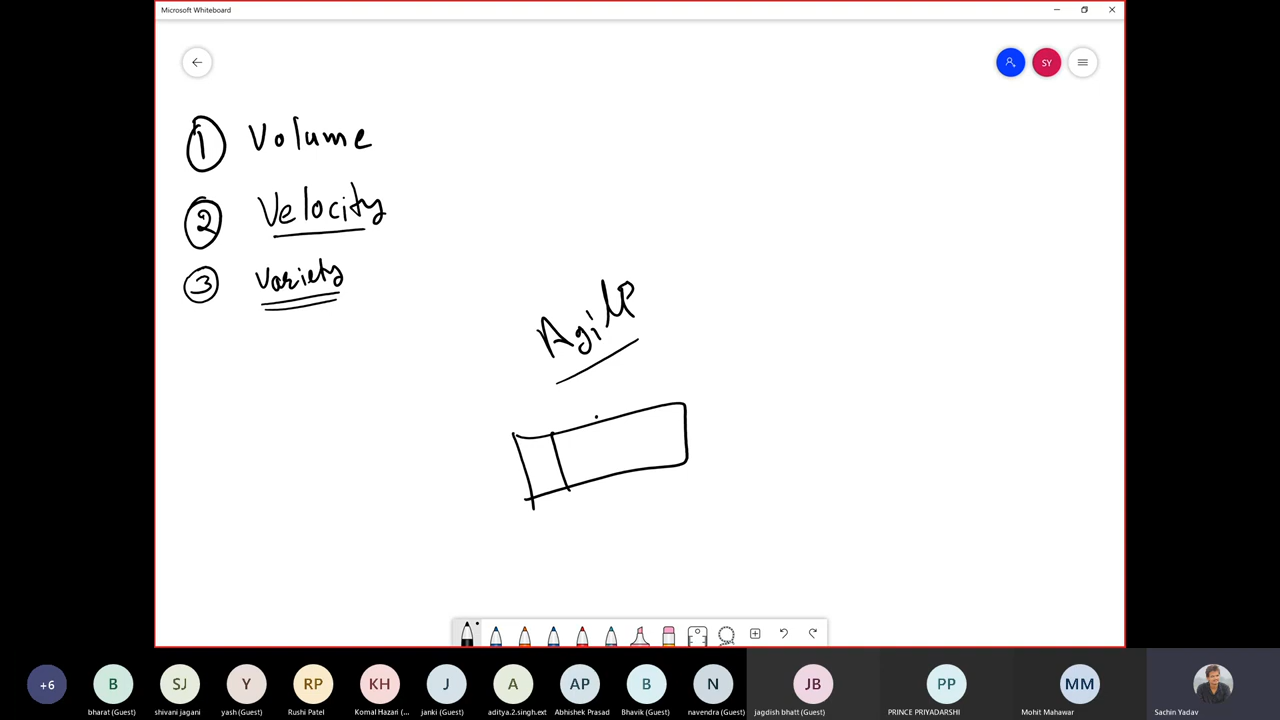 Microsoft Whiteboard
SY
① Volume
② Velocity
③ Variety
Agile
+6
B
SJ
Y
RP
KH
J
A
AP
B
N
JB
PP
MM
bharat (Guest)
shivani jagani
yash (Guest)
Rushi Patel
Komal Hazari (...
janki (Guest)
aditya.2.singh.ext
Abhishek Prasad
Bhavik (Guest)
navendra (Guest)
jagdish bhatt (Guest)
PRINCE PRIYADARSHI
Mohit Mahawar
Sachin Yadav